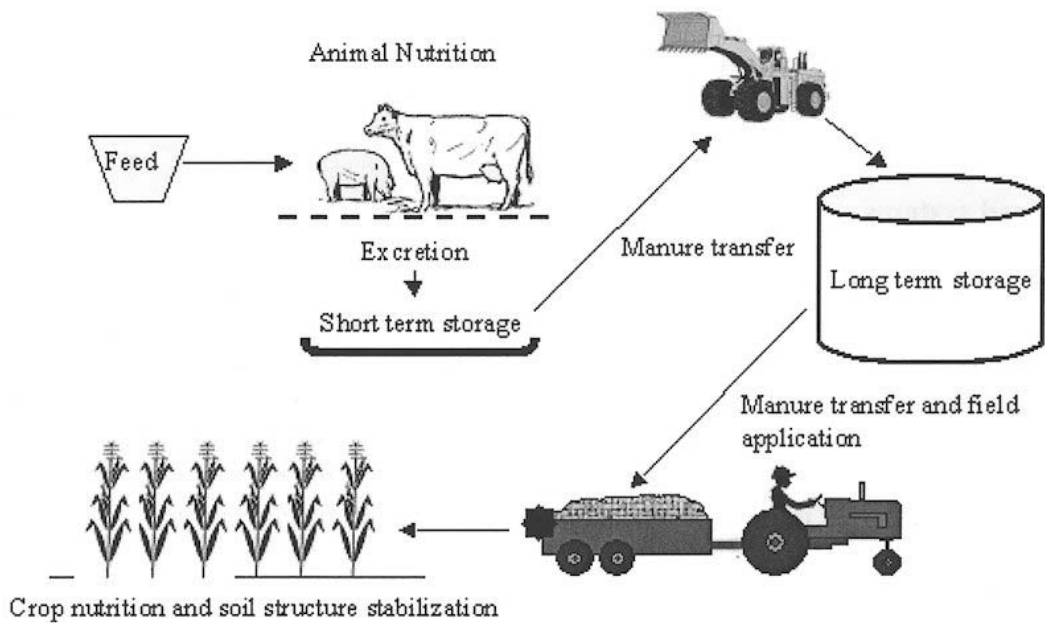 Animal Nutrition
Feed
Excretion
Short term storage
Manure transfer
Long term storage
Manure transfer and field
application
Crop nutrition and soil structure stabilization